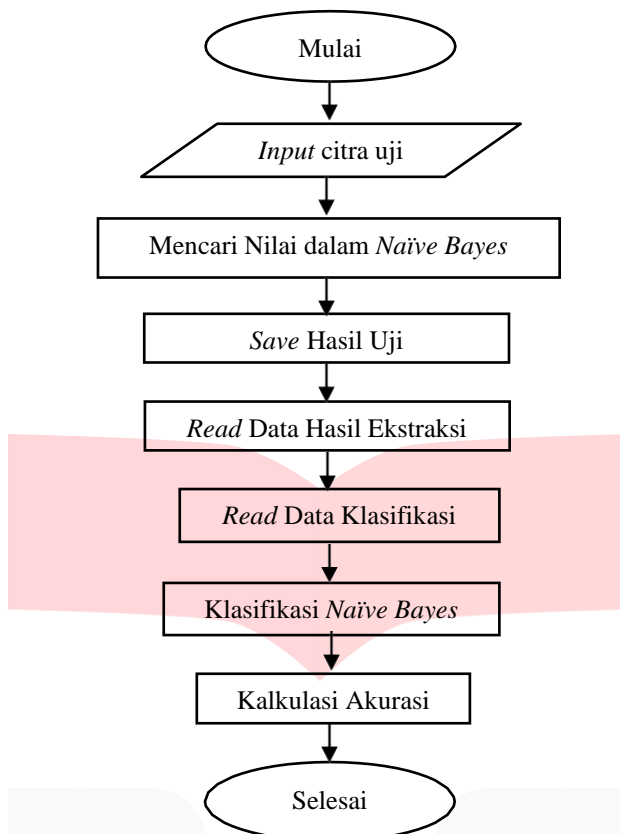 Mulai
Input citra uji
Mencari Nilai dalam Naïve Bayes
Save Hasil Uji
Read Data Hasil Ekstraksi
Read Data Klasifikasi
Klasifikasi Naïve Bayes
Kalkulasi Akurasi
Selesai